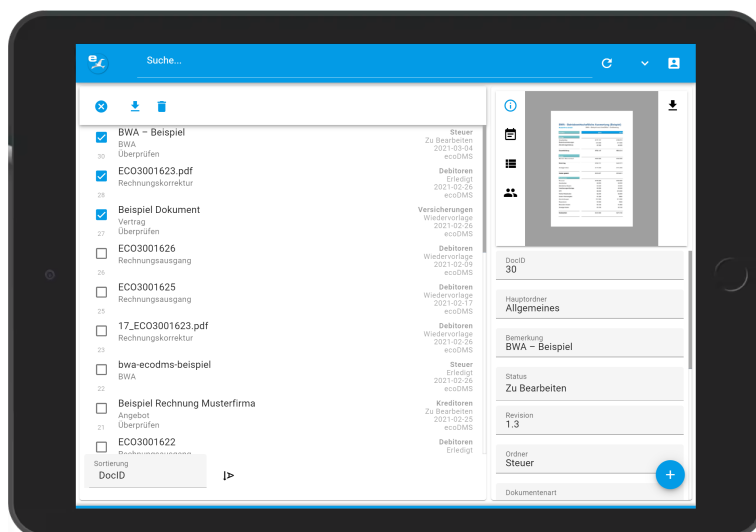 Suche...
BWA – Beispiel
BWA
Überprüfen
30
Steuer
Zu Bearbeiten
2021-03-04
ecoDMS
ECO3001623.pdf
Rechnungskorrektur
28
Debitoren
Erledigt
2021-02-26
ecoDMS
Beispiel Dokument
Vertrag
Überprüfen
27
Versicherungen
Wiedervorlage
2021-02-26
ecoDMS
ECO3001626
Rechnungsausgang
26
Debitoren
Wiedervorlage
2021-02-09
ecoDMS
ECO3001625
Rechnungsausgang
25
Debitoren
Wiedervorlage
2021-02-17
ecoDMS
17_ECO3001623.pdf
Rechnungskorrektur
23
Debitoren
Wiedervorlage
2021-02-26
ecoDMS
bwa-ecodms-beispiel
BWA
22
Steuer
Erledigt
2021-02-26
ecoDMS
Beispiel Rechnung Musterfirma
Angebot
Überprüfen
21
Kreditoren
Zu Bearbeiten
2021-02-25
ecoDMS
ECO3001622
Rechnungsausgang
Debitoren
Erledigt
Sortierung
DocID
DocID
30
Hauptordner
Allgemeines
Bemerkung
BWA – Beispiel
Status
Zu Bearbeiten
Revision
1.3
Ordner
Steuer
Dokumentenart